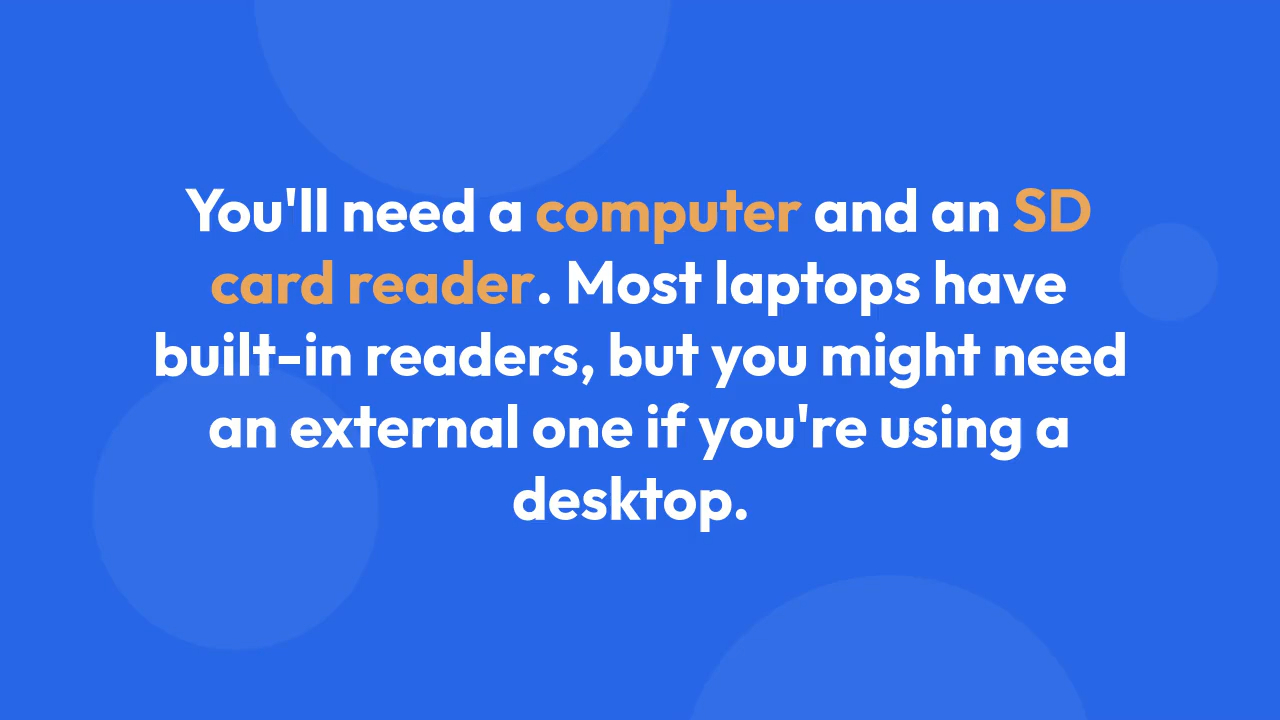 You'll need a computer and an SD
card reader. Most laptops have
built-in readers, but you might need
an external one if you're using a
desktop.